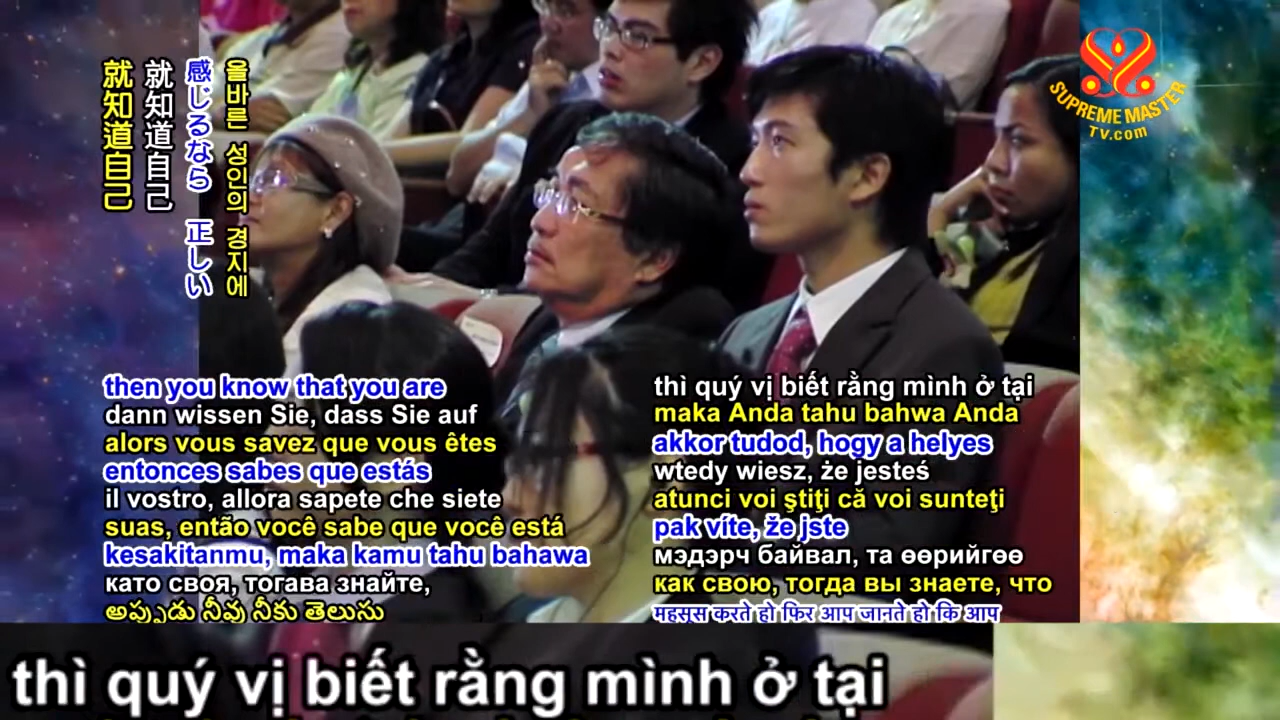 就知道自己
就知道自己
感じるなら 正しい
올바른 성인의 경지에
SUPREME MASTER
TV.com
then you know that you are
dann wissen Sie, dass Sie auf
alors vous savez que vous êtes
entonces sabes que estás
il vostro, allora sapete che siete
suas, então você sabe que você está
kesakitanmu, maka kamu tahu bahawa
като своя, тогава знайте,
అప్పుడు నీవు నీకు తెలుసు
thì quý vị biết rằng mình ở tại
maka Anda tahu bahwa Anda
akkor tudod, hogy a helyes
wtedy wiesz, że jesteś
atunci voi ştiţi că voi sunteţi
pak víte, že jste
мэдэрч байвал, та өөрийгөө
как свою, тогда вы знаете, что
महसूस करते हो फिर आप जानते हो कि आप
thì quý vị biết rằng mình ở tại